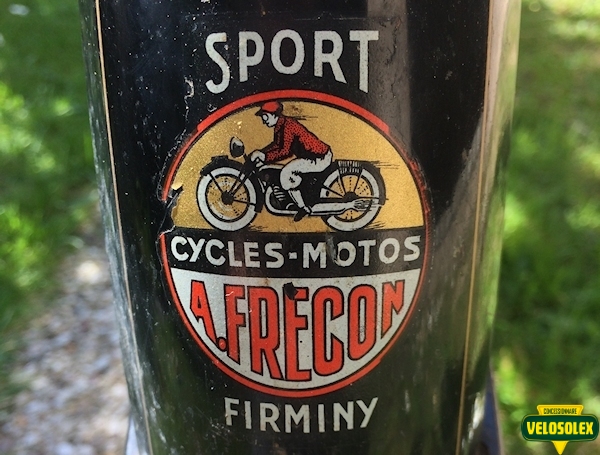 SPORT
CYCLES-MOTOS
A.FRECON
FIRMINY
CONCESSIONNAIRE
VELOSOLEX